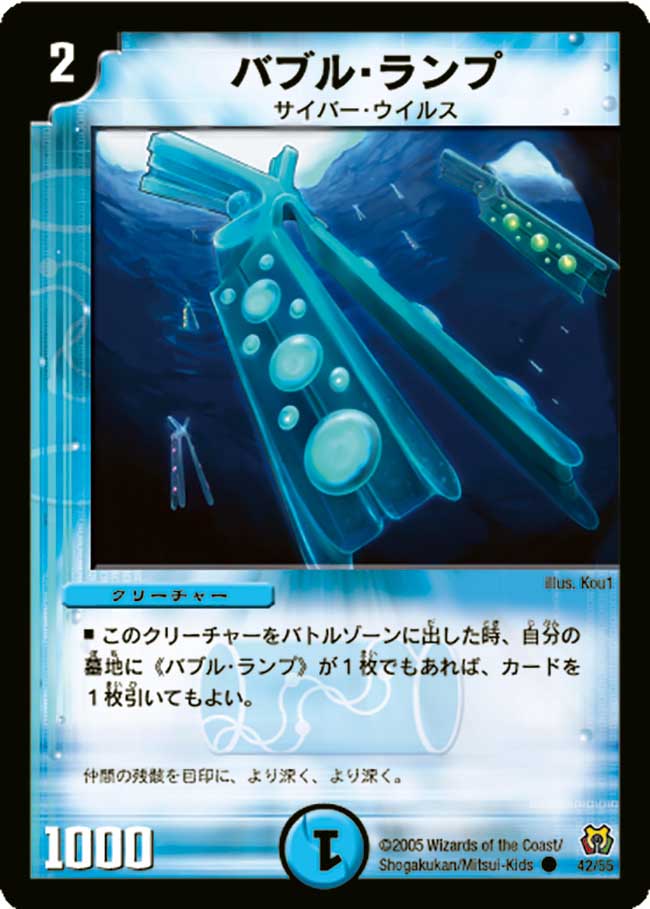 2
バブル・ランプ
サイバー・ウイルス
illus. Kou1
クリーチャー
■ このクリーチャーをバトルゾーンに出した時、自分の
墓地に《バブル・ランプ》が１枚でもあれば、カードを
１枚引いてもよい。
仲間の残骸を目印に、より深く、より深く。
1000
1
©2005 Wizards of the Coast/
Shogakukan/Mitsui-Kids
42/55